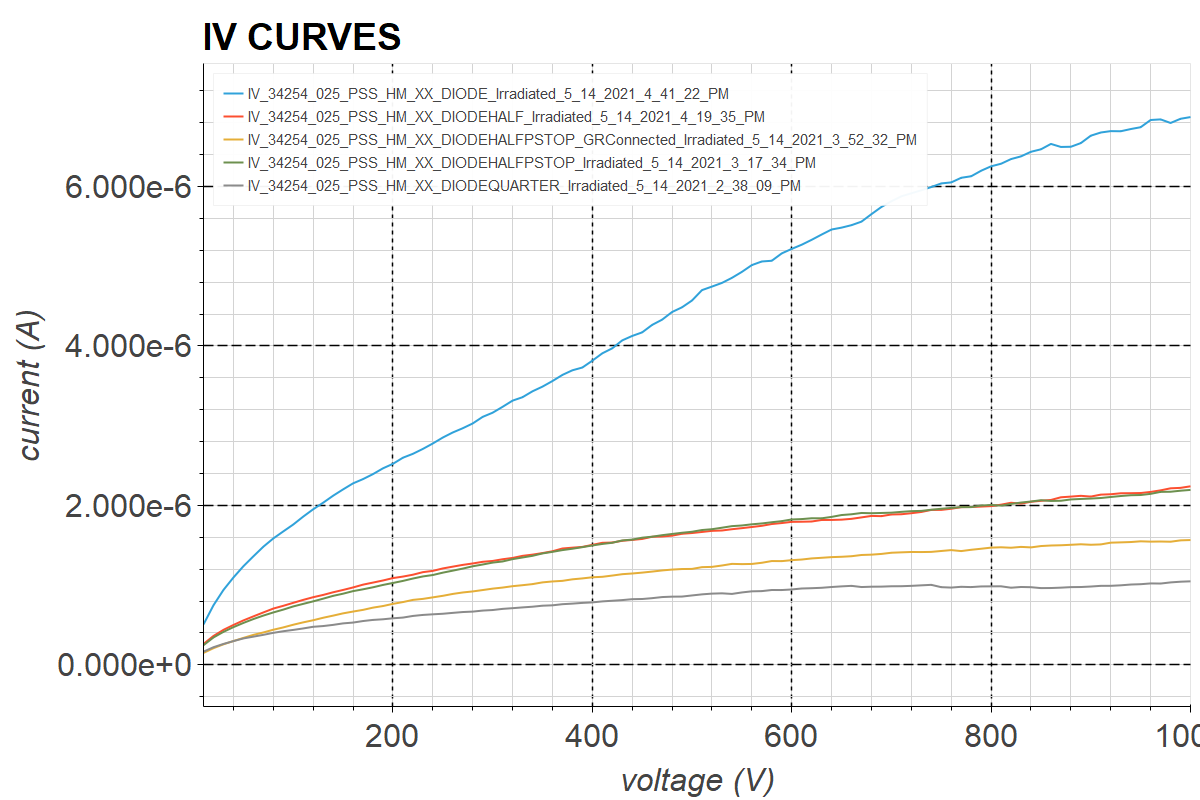 IV CURVES
IV_34254_025_PSS_HM_XX_DIODE_Irradiated_5_14_2021_4_41_22_PM
IV_34254_025_PSS_HM_XX_DIODEHALF_Irradiated_5_14_2021_4_19_35_PM
IV_34254_025_PSS_HM_XX_DIODEHALFPSTOP_GRConnected_Irradiated_5_14_2021_3_52_32_PM
IV_34254_025_PSS_HM_XX_DIODEHALFPSTOP_Irradiated_5_14_2021_3_17_34_PM
IV_34254_025_PSS_HM_XX_DIODEQUARTER_Irradiated_5_14_2021_2_38_09_PM
6.000e-6
4.000e-6
2.000e-6
0.000e+0
current (A)
200 400 600 800 100
voltage (V)